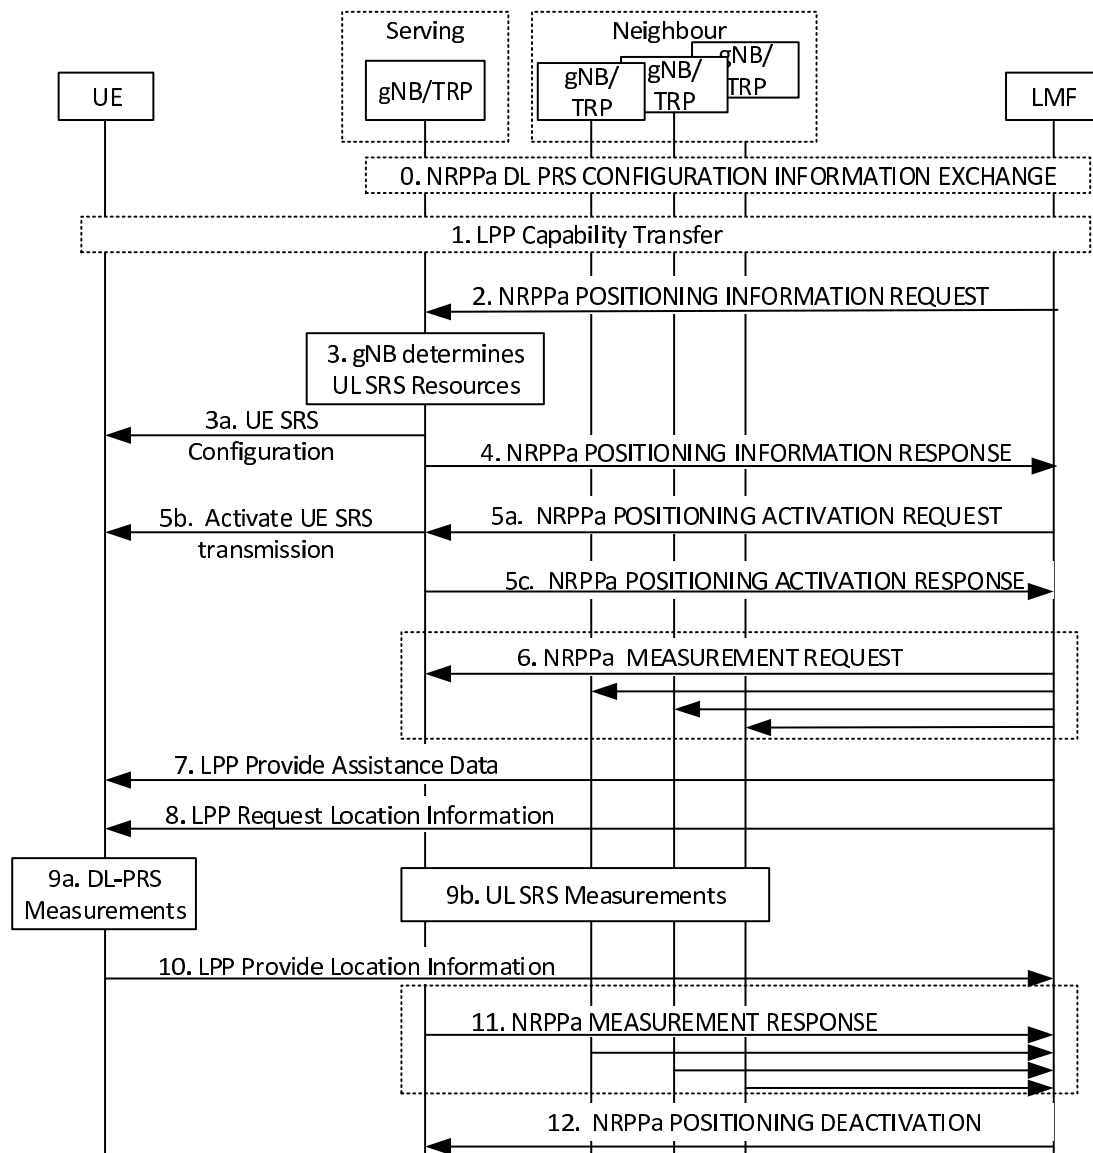 Serving
Neighbour
UE
gNB/TRP
gNB/
TRP
gNB/
TRP
gNB/
TRP
LMF
0. NRPPa DL PRS CONFIGURATION INFORMATION EXCHANGE
1. LPP Capability Transfer
2. NRPPa POSITIONING INFORMATION REQUEST
3. gNB determines
UL SRS Resources
3a. UE SRS
Configuration
4. NRPPa POSITIONING INFORMATION RESPONSE
5b. Activate UE SRS
transmission
5a. NRPPa POSITIONING ACTIVATION REQUEST
5c. NRPPa POSITIONING ACTIVATION RESPONSE
6. NRPPa MEASUREMENT REQUEST
7. LPP Provide Assistance Data
8. LPP Request Location Information
9a. DL-PRS
Measurements
9b. UL SRS Measurements
10. LPP Provide Location Information
11. NRPPa MEASUREMENT RESPONSE
12. NRPPa POSITIONING DEACTIVATION